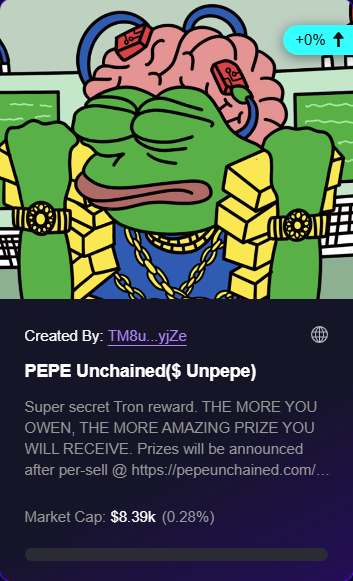 +0%
Created By: TM8u...yjZe
PEPE Unchained($ Unpepe)
Super secret Tron reward. THE MORE YOU
OWEN, THE MORE AMAZING PRIZE YOU
WILL RECEIVE. Prizes will be announced
after per-sell @ https://pepeunchained.com/...
Market Cap: $8.39k (0.28%)